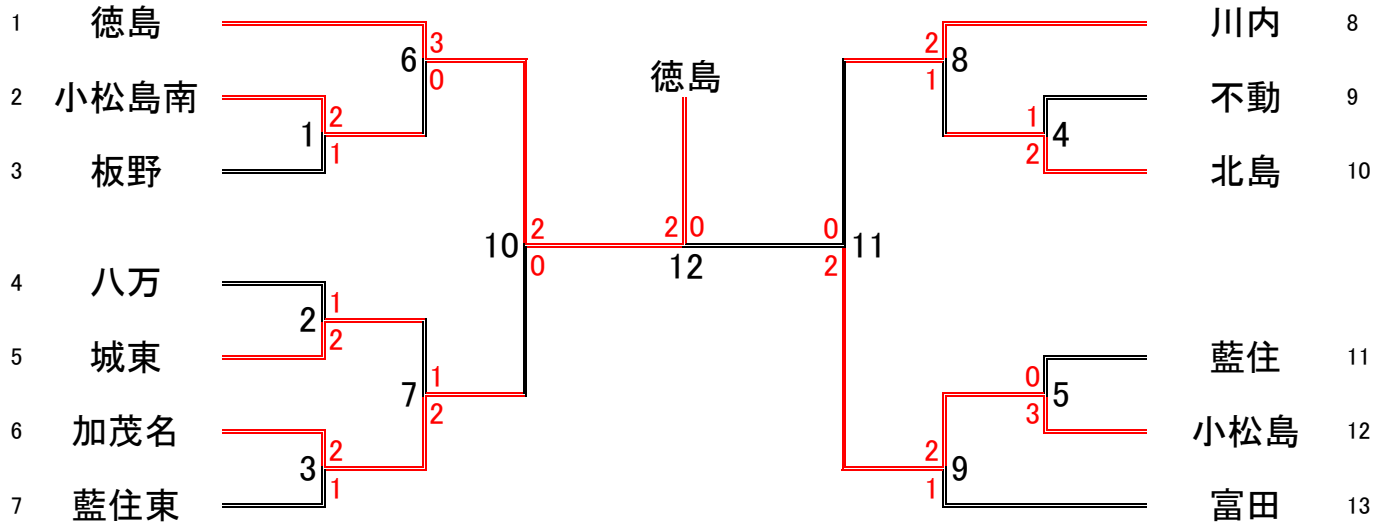 1 徳島 3 2 川内 8
6 8
0 徳島 1
2 小松島南 2 1 不動 9
1 4
1 2
3 板野 北島 10
2 2 0 0
10 11
0 12 2
4 八万 1
2
2
5 城東 1 0 藍住 11
7 5
2 3
6 加茂名 2 2 小松島 12
3 9
1 1
7 藍住東 富田 13